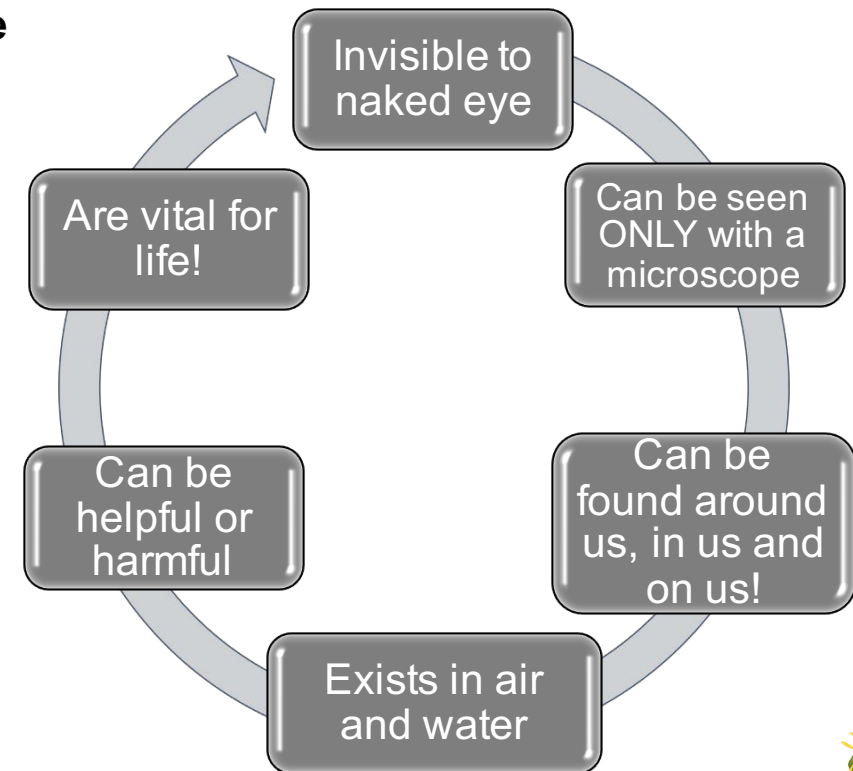 e
Invisible to
naked eye
Can be seen
ONLY with a
microscope
Can be
found around
us, in us and
on us!
Exists in air
and water
Can be
helpful or
harmful
Are vital for
life!